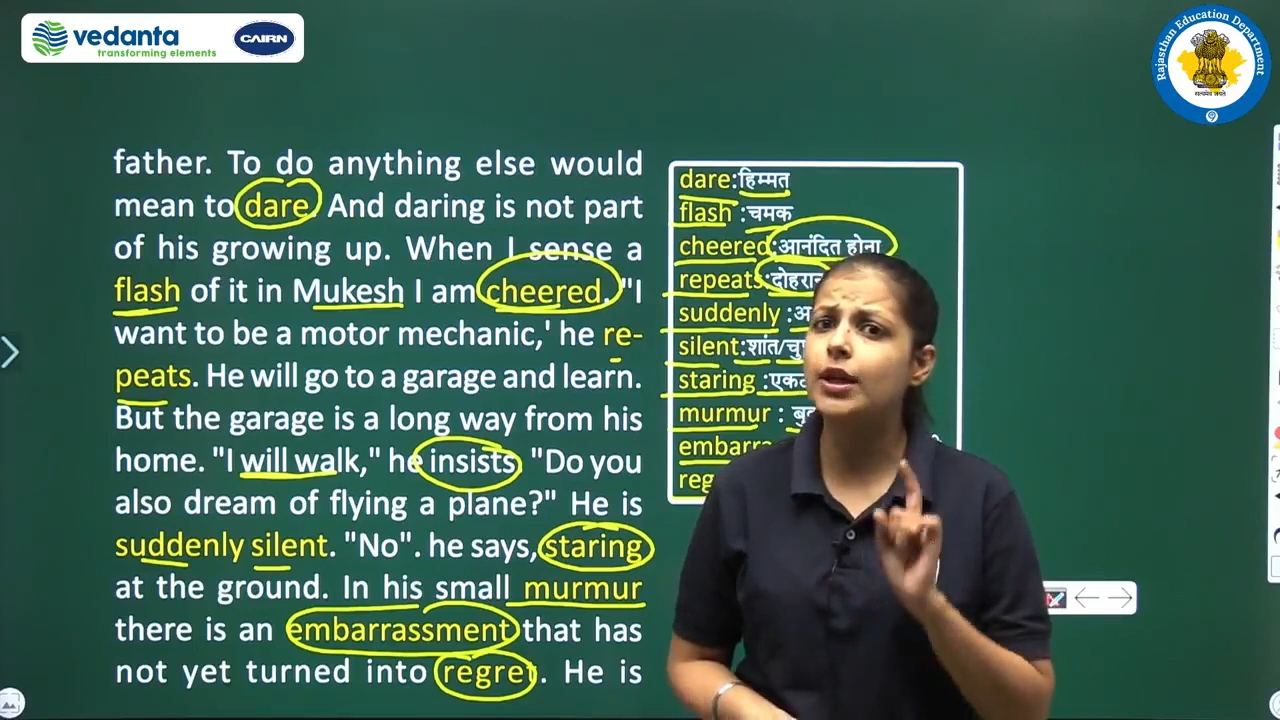 vedanta
transforming elements
CAIRN
Rajasthan Education Department
सत्यमेव जयते
father. To do anything else would
mean to dare. And daring is not part
of his growing up. When I sense a
flash of it in Mukesh I am cheered. "I
want to be a motor mechanic,' he re-
peats. He will go to a garage and learn.
But the garage is a long way from his
home. "I will walk," he insists. "Do you
also dream of flying a plane?" He is
suddenly silent. "No". he says, staring
at the ground. In his small murmur
there is an embarrassment that has
not yet turned into regret. He is
dare:हिम्मत
flash :चमक
cheered:आनंदित होना
repeats:
suddenly :
silent:शांत/
staring :
murmur :